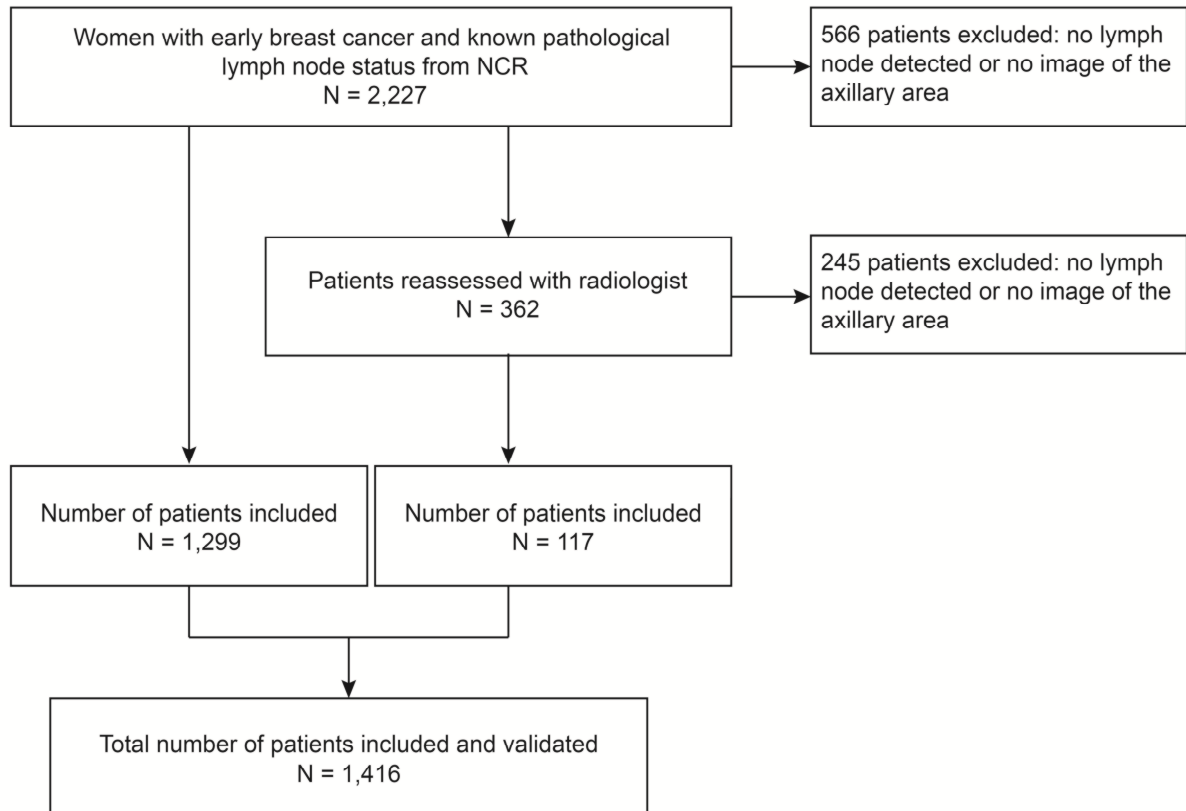 Women with early breast cancer and known pathological
lymph node status from NCR
N = 2,227
566 patients excluded: no lymph
node detected or no image of the
axillary area
Patients reassessed with radiologist
N = 362
245 patients excluded: no lymph
node detected or no image of the
axillary area
Number of patients included
N = 1,299
Number of patients included
N = 117
Total number of patients included and validated
N = 1,416